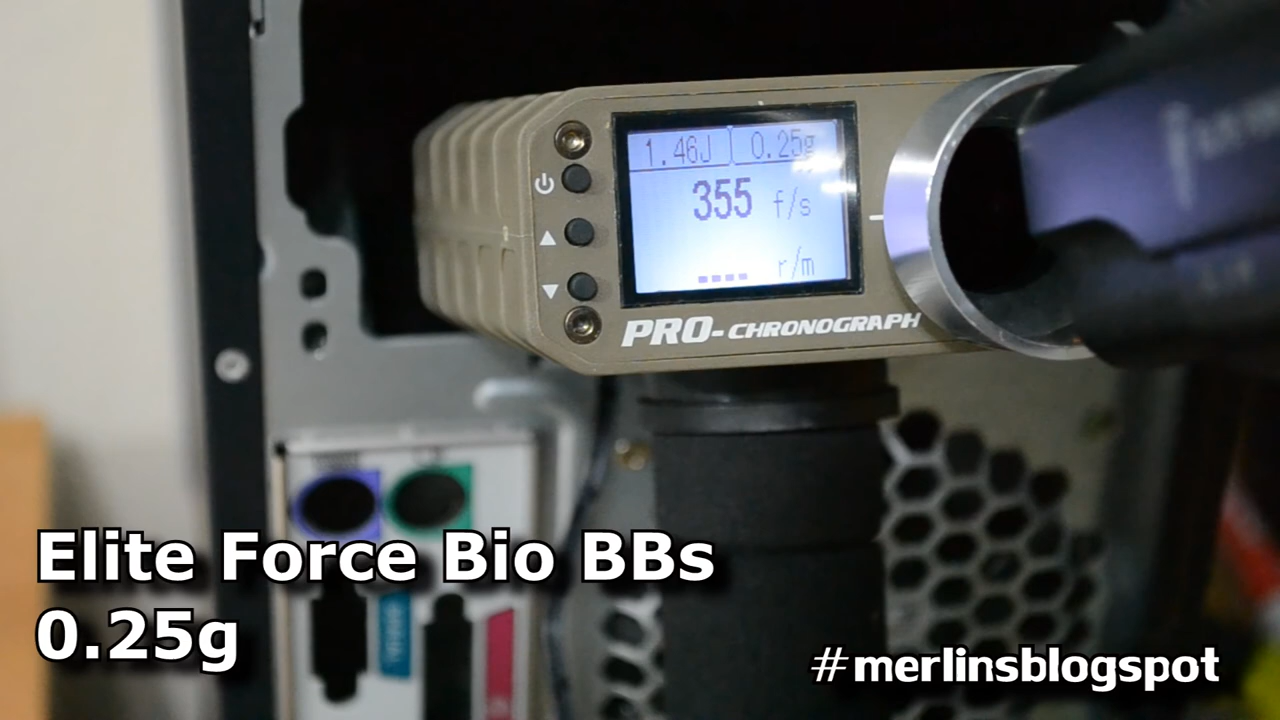 1.46J 0.25g
355 f/s
---- r/m
PRO-CHRONOGRAPH
Elite Force Bio BBs
0.25g
#merlinsblogspot